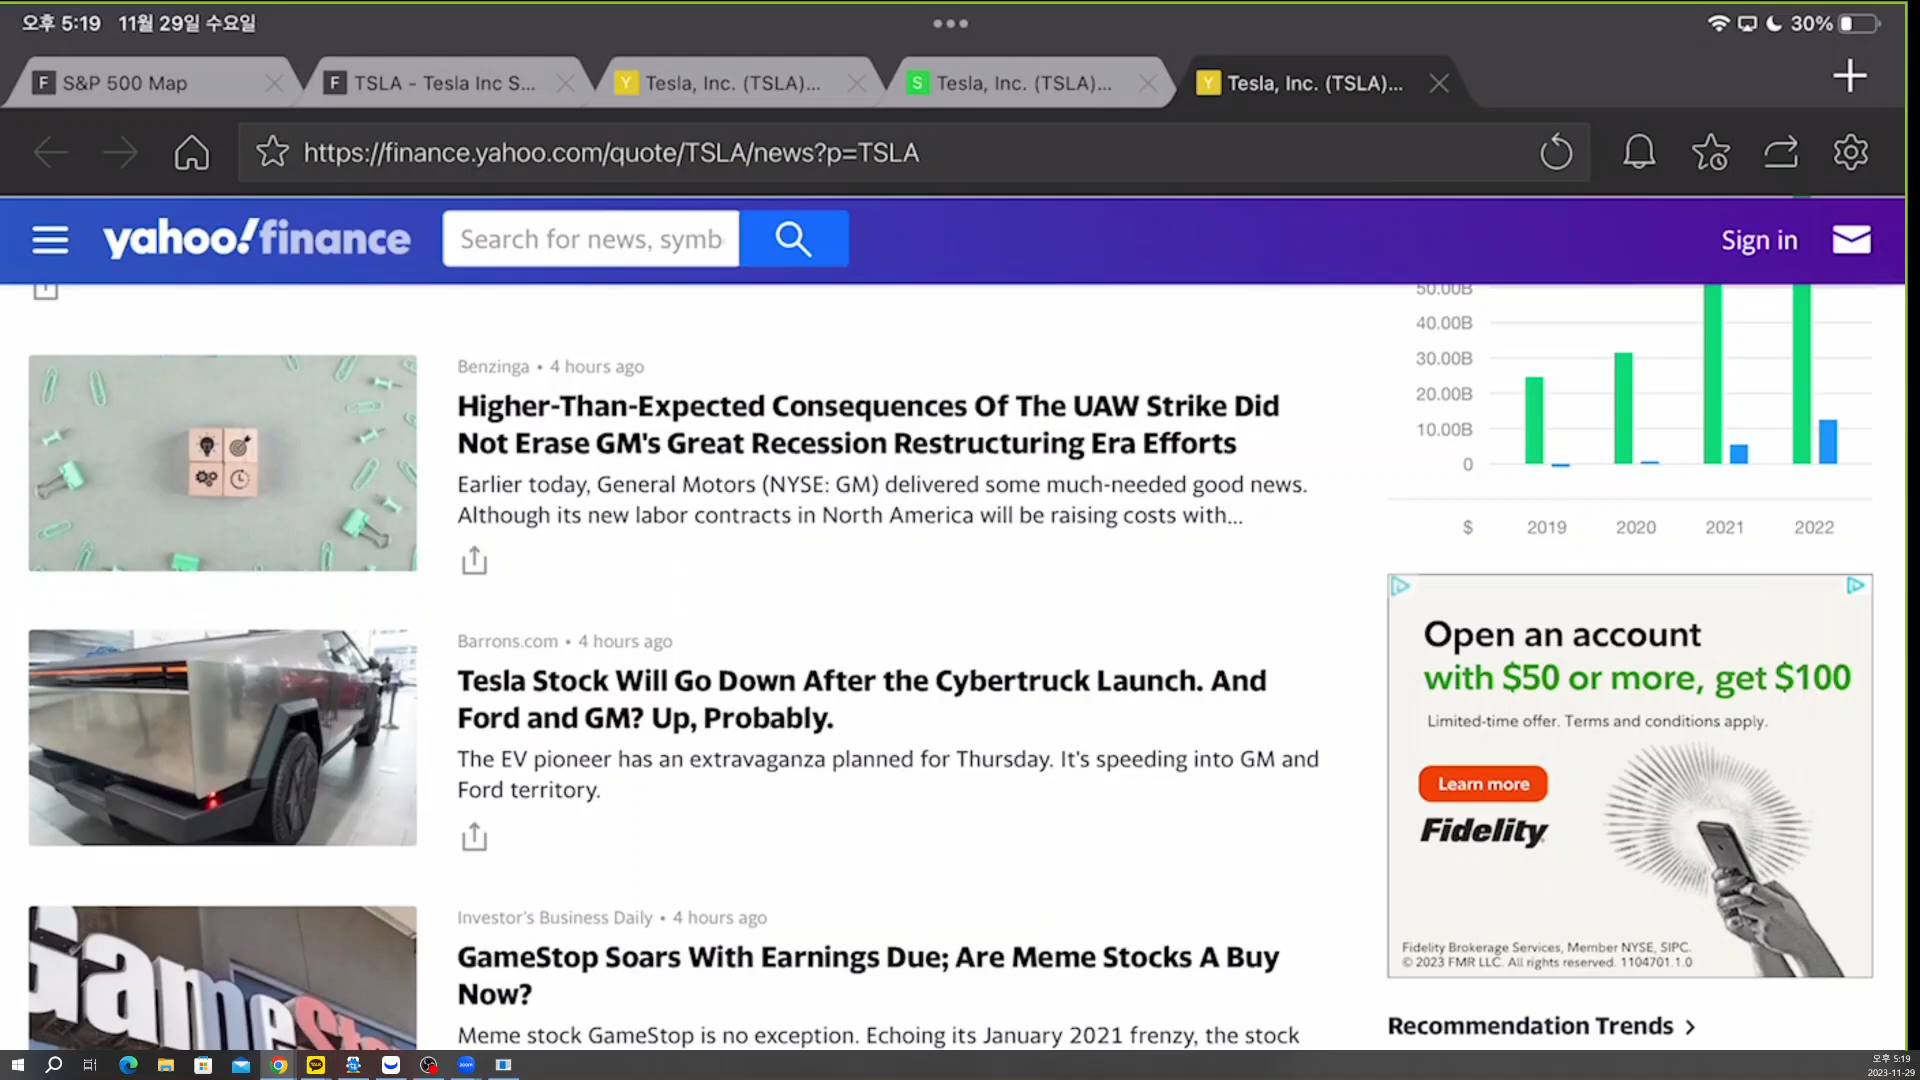 오후 5:19 11월 29일 수요일
30%
S&P 500 Map
TSLA - Tesla Inc S...
Tesla, Inc. (TSLA)...
Tesla, Inc. (TSLA)...
Tesla, Inc. (TSLA)...
https://finance.yahoo.com/quote/TSLA/news?p=TSLA
yahoo!finance
Search for news, symb
Sign in
Benzinga • 4 hours ago
Higher-Than-Expected Consequences Of The UAW Strike Did
Not Erase GM's Great Recession Restructuring Era Efforts
Earlier today, General Motors (NYSE: GM) delivered some much-needed good news.
Although its new labor contracts in North America will be raising costs with...
Barrons.com • 4 hours ago
Tesla Stock Will Go Down After the Cybertruck Launch. And
Ford and GM? Up, Probably.
The EV pioneer has an extravaganza planned for Thursday. It's speeding into GM and
Ford territory.
GameSt
Investor's Business Daily • 4 hours ago
GameStop Soars With Earnings Due; Are Meme Stocks A Buy
Now?
Meme stock GameStop is no exception. Echoing its January 2021 frenzy, the stock
50.00B
40.00B
30.00B
20.00B
10.00B
0
$ 2019 2020 2021 2022
Open an account
with $50 or more, get $100
Limited-time offer. Terms and conditions apply.
Learn more
Fidelity
Fidelity Brokerage Services, Member NYSE, SIPC.
© 2023 FMR LLC. All rights reserved. 1104701.1.0
Recommendation Trends >
오후 5:19
2023-11-29